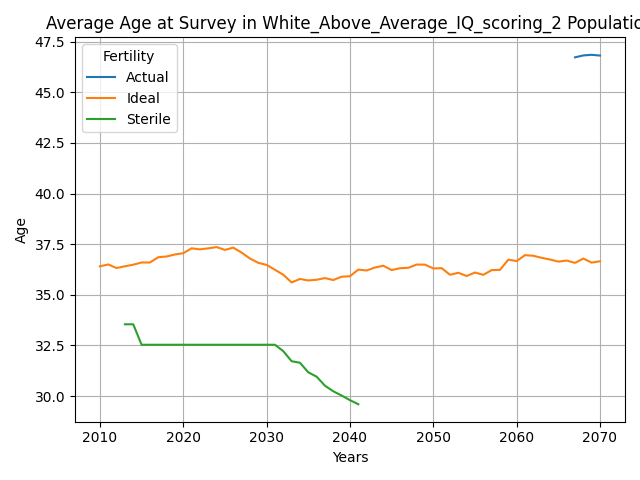 Average Age at Survey in White_Above_Average_IQ_scoring_2 Populatio
Fertility
Actual
Ideal
Sterile
47.5
45.0
42.5
40.0
37.5
35.0
32.5
30.0
Age
2010 2020 2030 2040 2050 2060 2070
Years